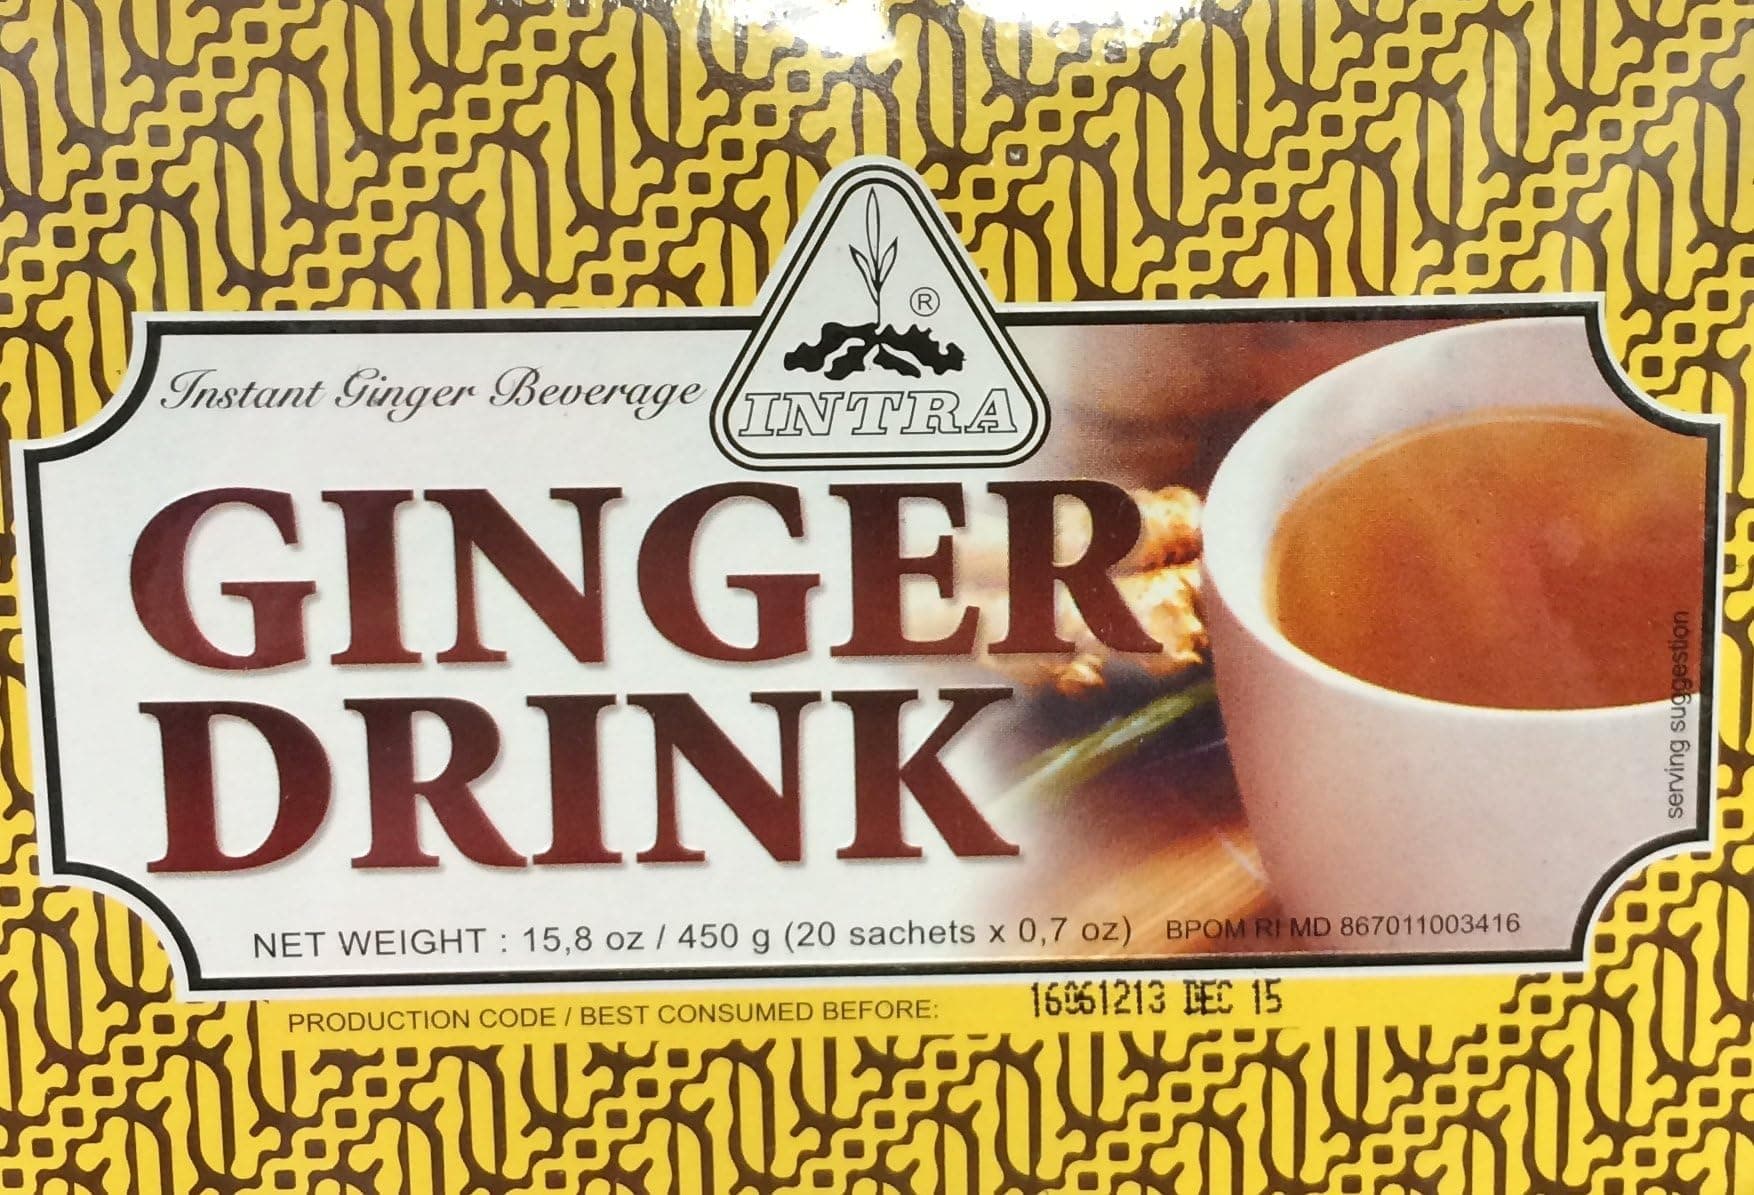 ®
INTRA
Instant Ginger Beverage
GINGER
DRINK
serving suggestion
NET WEIGHT : 15,8 oz / 450 g (20 sachets x 0,7 oz) BPOM RI MD 867011003416
PRODUCTION CODE / BEST CONSUMED BEFORE: DEC 15